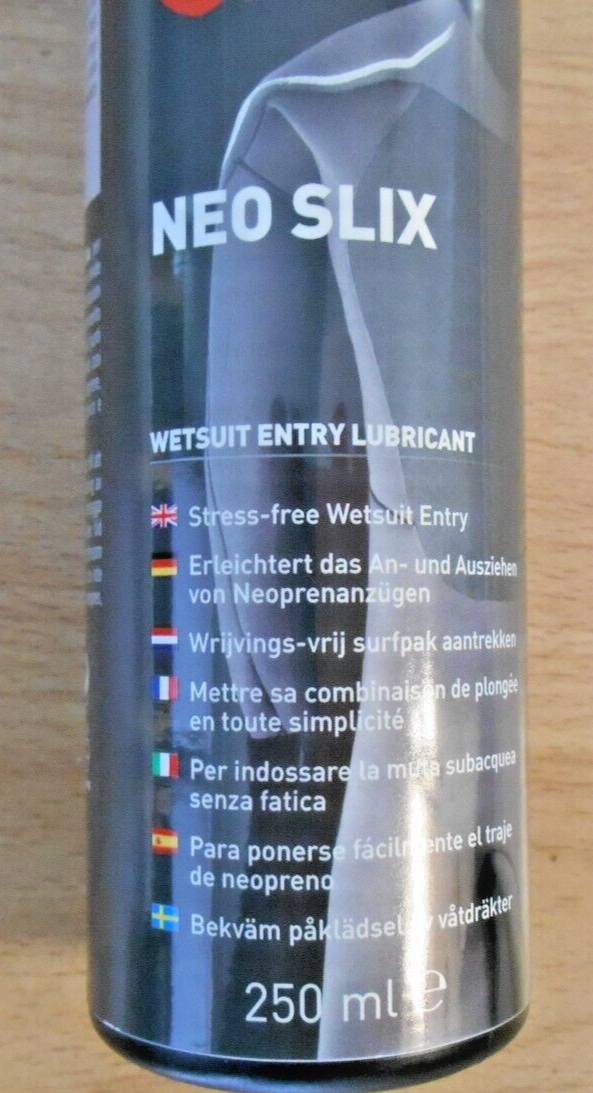 NEO SLIX
WETSUIT ENTRY LUBRICANT
Stress-free Wetsuit Entry
Erleichtert das An- und Ausziehen
von Neoprenanzügen
Wrijvings-vrij surfpak aantrekken
Mettre sa combinaison de plongée
en toute simplicité
Per indossare la muta subacquea
senza fatica
Para ponerse fácilmente el traje
de neopreno
Bekväm påklädsel av våtdräkter
250 ml e